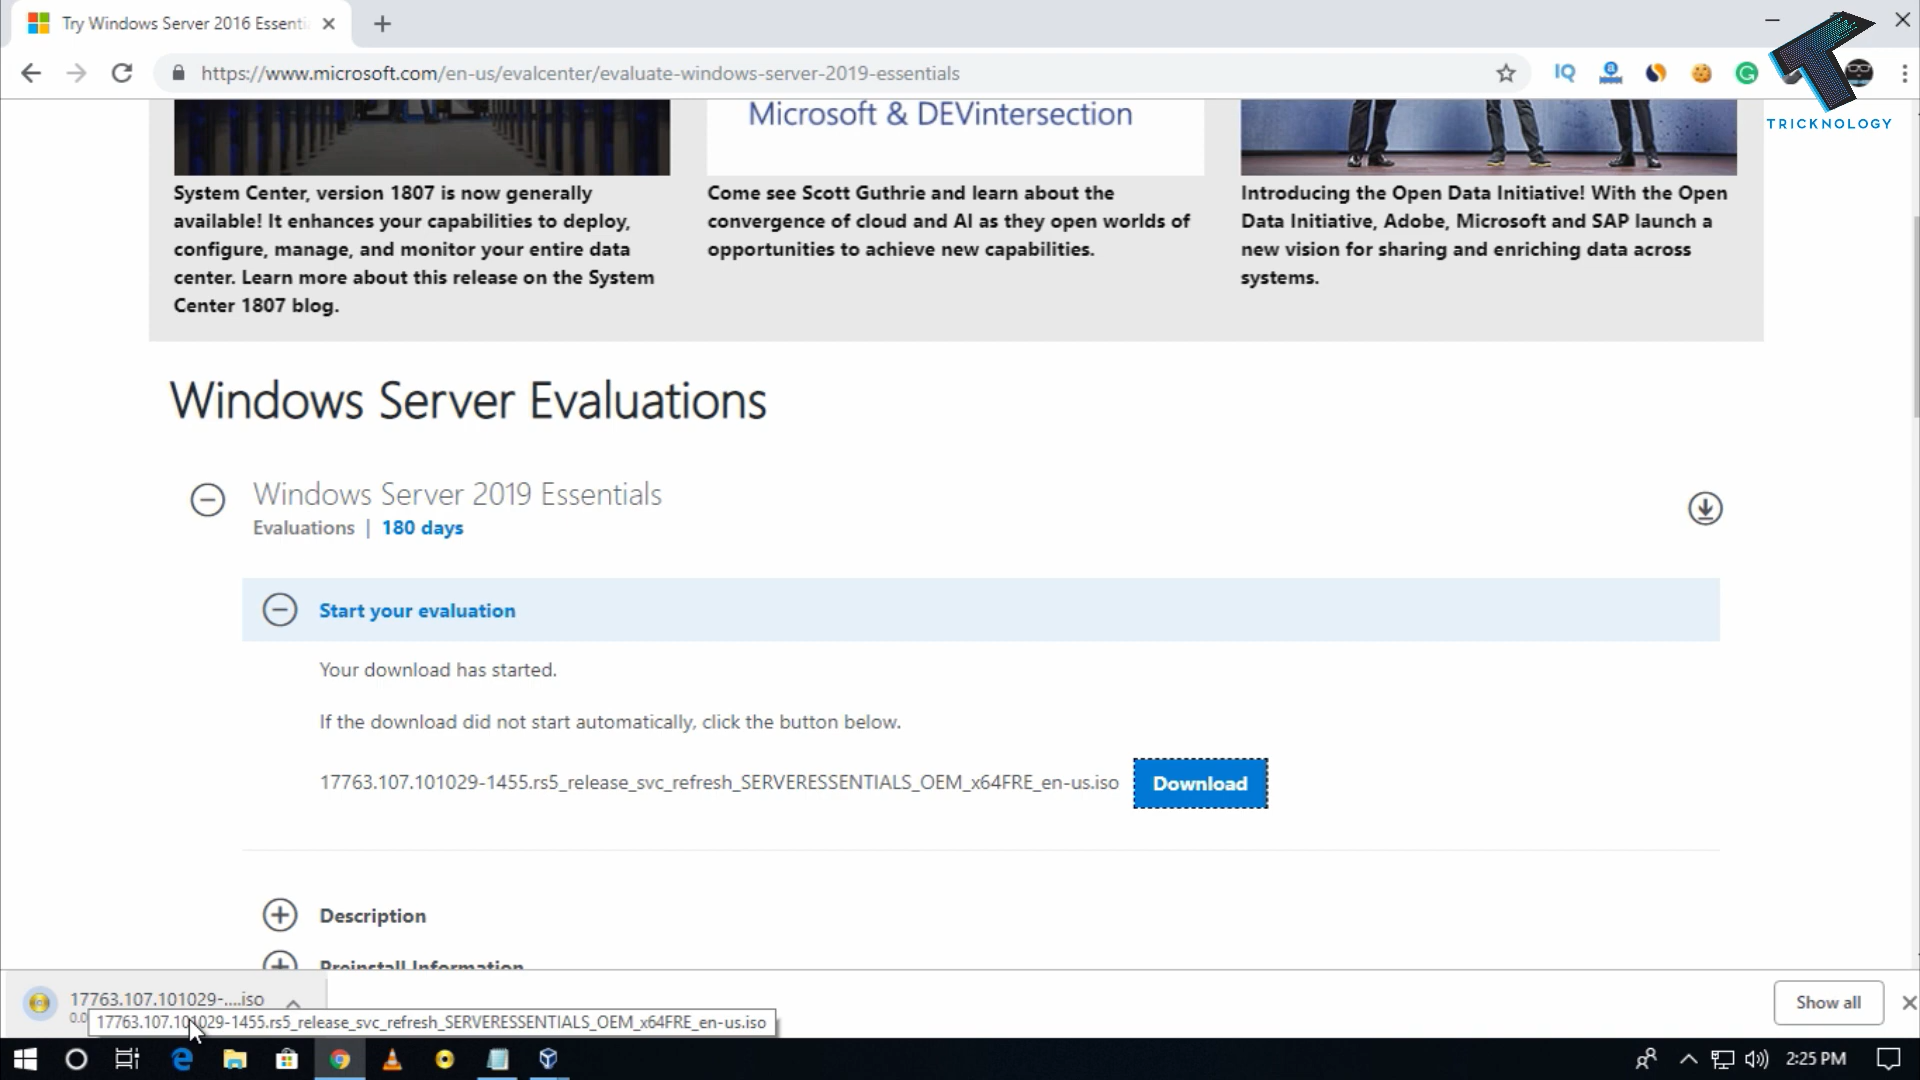 Try Windows Server 2016 Essenti
https://www.microsoft.com/en-us/evalcenter/evaluate-windows-server-2019-essentials
IQ
TRICKNOLOGY
Microsoft & DEVintersection
System Center, version 1807 is now generally
available! It enhances your capabilities to deploy,
configure, manage, and monitor your entire data
center. Learn more about this release on the System
Center 1807 blog.
Come see Scott Guthrie and learn about the
convergence of cloud and AI as they open worlds of
opportunities to achieve new capabilities.
Introducing the Open Data Initiative! With the Open
Data Initiative, Adobe, Microsoft and SAP launch a
new vision for sharing and enriching data across
systems.
Windows Server Evaluations
Windows Server 2019 Essentials
Evaluations | 180 days
Start your evaluation
Your download has started.
If the download did not start automatically, click the button below.
17763.107.101029-1455.rs5_release_svc_refresh_SERVERESSENTIALS_OEM_x64FRE_en-us.iso Download
Description
Preinstall Information
17763.107.101029-....iso
Show all
17763.107.101029-1455.rs5_release_svc_refresh_SERVERESSENTIALS_OEM_x64FRE_en-us.iso
2:25 PM